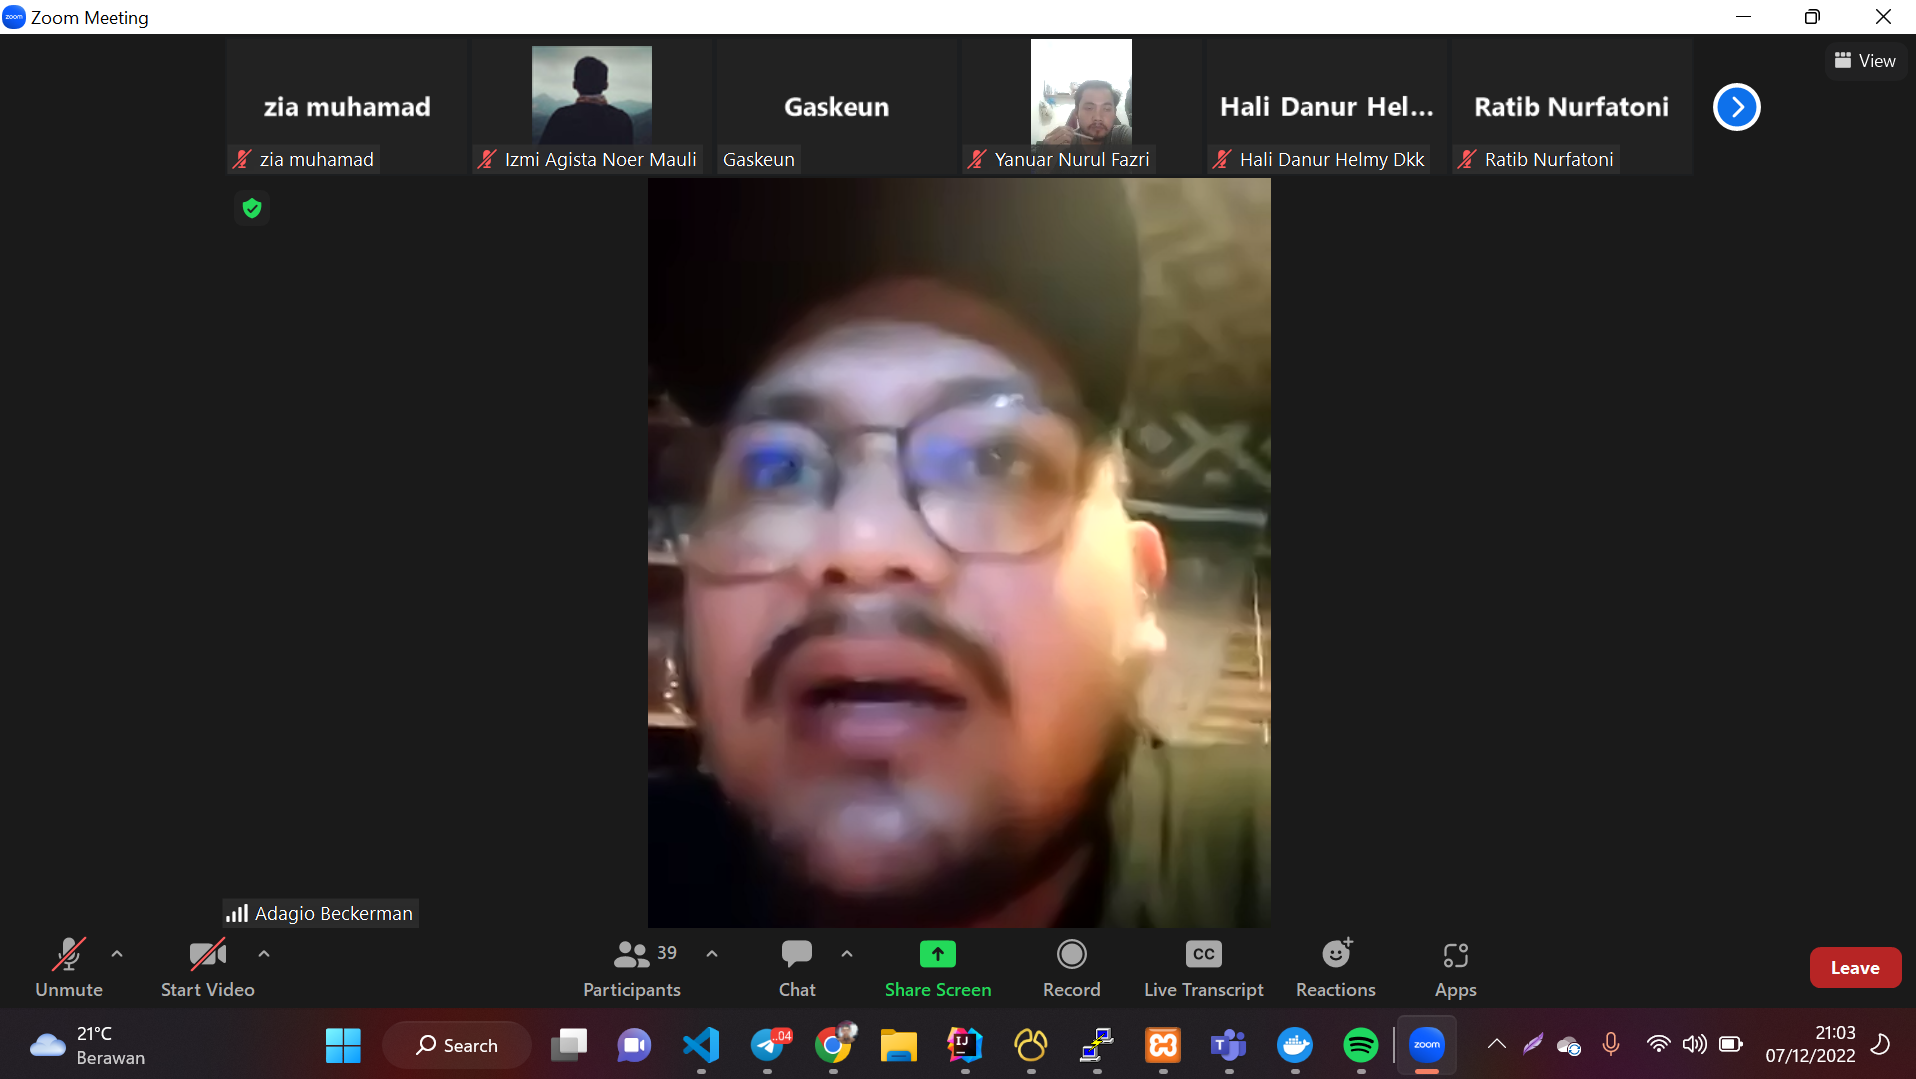 Zoom Meeting
View
zia muhamad
Gaskeun
Hali Danur Hel...
Ratib Nurfatoni
zia muhamad
Izmi Agista Noer Mauli
Gaskeun
Yanuar Nurul Fazri
Hali Danur Helmy Dkk
Ratib Nurfatoni
Adagio Beckerman
39
CC
Unmute
Start Video
Participants
Chat
Share Screen
Record
Live Transcript
Reactions
Apps
Leave
21°C
Berawan
Search
..04
IJ
T
zoom
21:03
07/12/2022